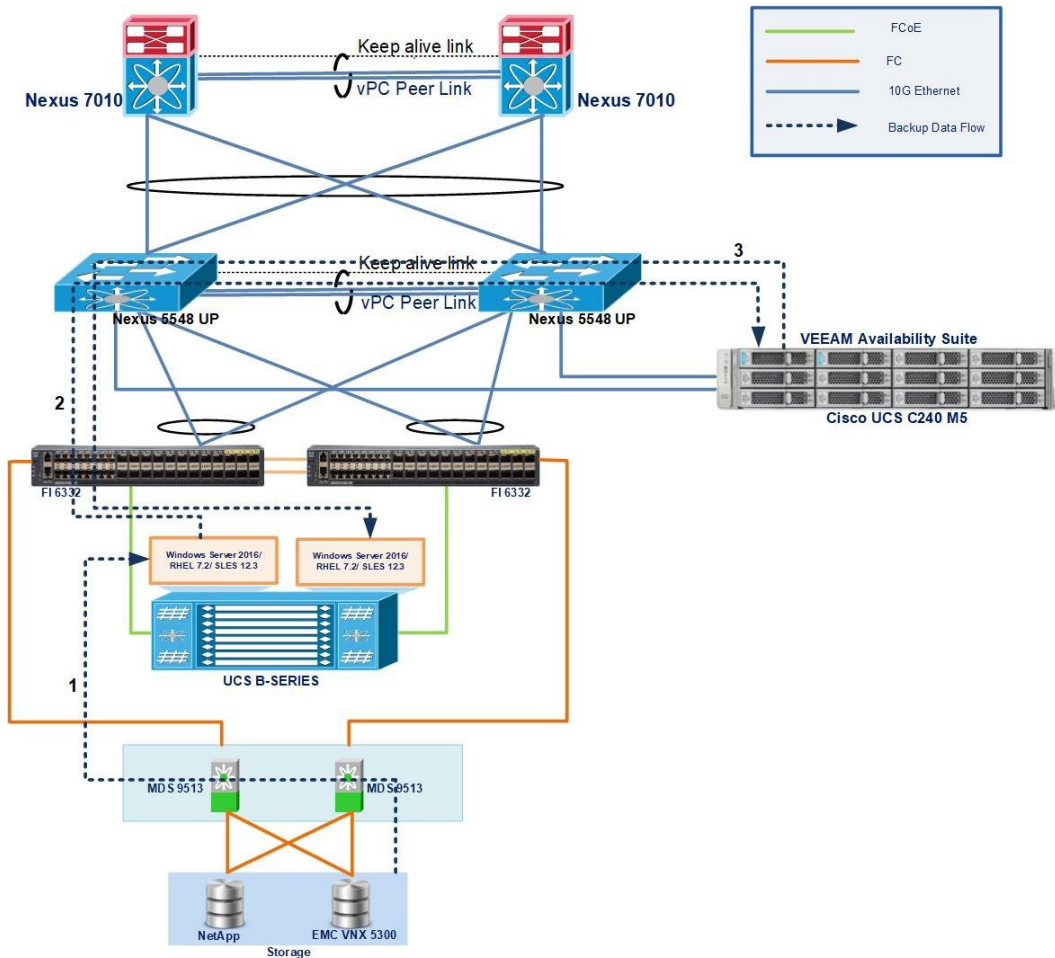 FCoE
FC
10G Ethernet
Backup Data Flow
Keep alive link
vPC Peer Link
Nexus 7010
Nexus 7010
3
Keep alive link
vPC Peer Link
Nexus 5548 UP
Nexus 5548 UP
VEEAM Availability Suite
Cisco UCS C240 M5
2
FI 6332
FI 6332
Windows Server 2016/
RHEL 7.2/ SLES 12.3
Windows Server 2016/
RHEL 7.2/ SLES 12.3
UCS B-SERIES
1
MDS 9513
MDS 9513
NetApp
EMC VNX 5300
Storage